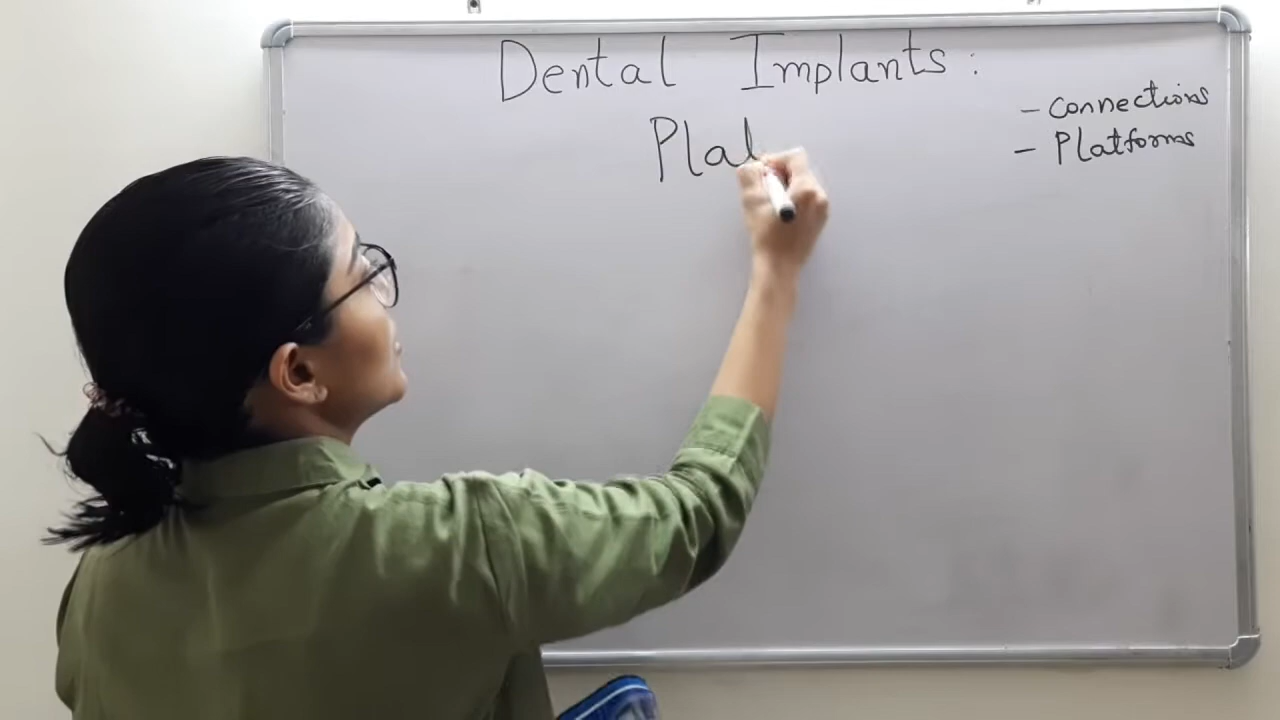 Dental Implants:
Plat
- Connections
- Platforms